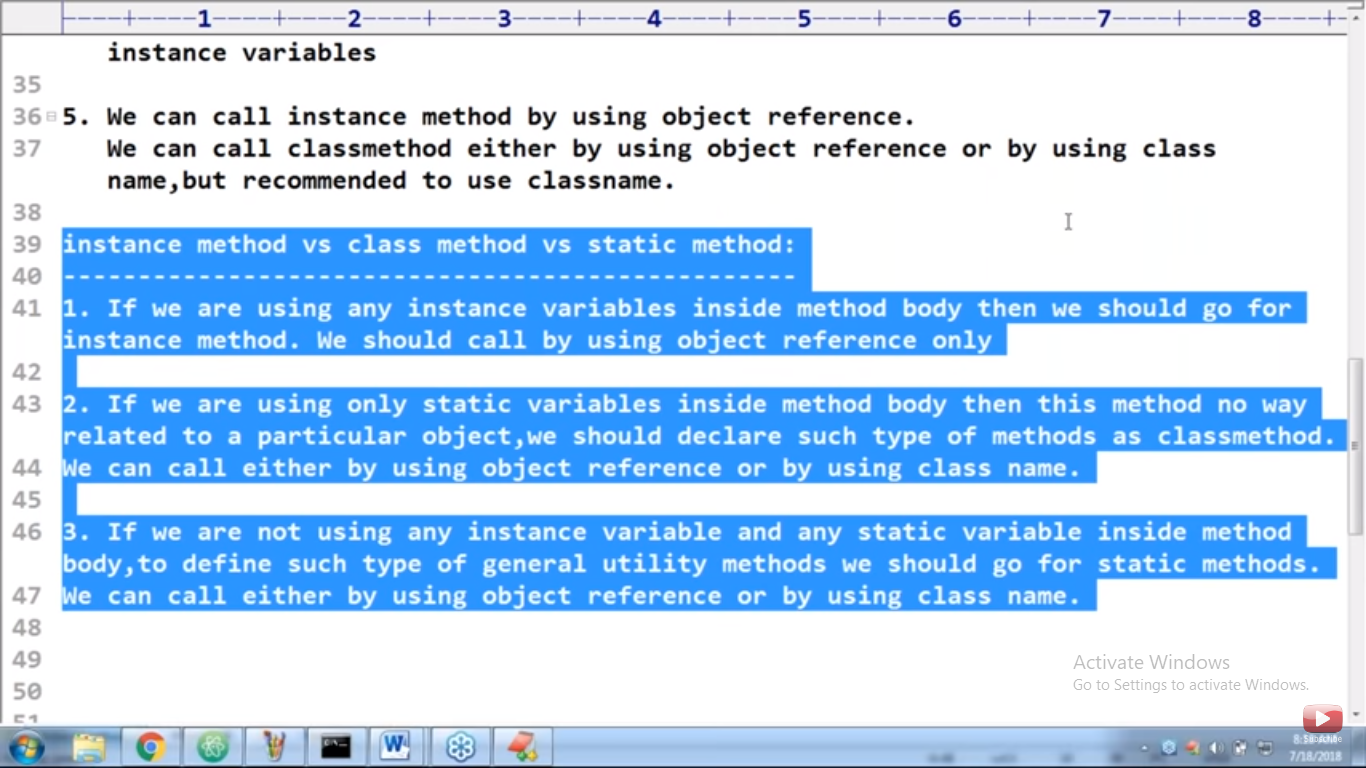 1 2 3 4 5 6 7 8
instance variables
35
36 5. We can call instance method by using object reference.
37 We can call classmethod either by using object reference or by using class
name,but recommended to use classname.
38
39 instance method vs class method vs static method:
40 -------------------------------------------------
41 1. If we are using any instance variables inside method body then we should go for
instance method. We should call by using object reference only
42
43 2. If we are using only static variables inside method body then this method no way
related to a particular object,we should declare such type of methods as classmethod.
44 We can call either by using object reference or by using class name.
45
46 3. If we are not using any instance variable and any static variable inside method
body,to define such type of general utility methods we should go for static methods.
47 We can call either by using object reference or by using class name.
48
49
50
51
Activate Windows
Go to Settings to activate Windows.
7/18/2018